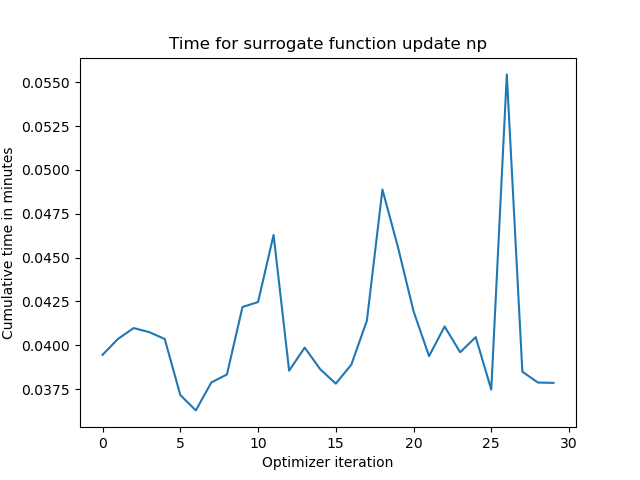 Time for surrogate function update np
Cumulative time in minutes
0.0550
0.0525
0.0500
0.0475
0.0450
0.0425
0.0400
0.0375
0 5 10 15 20 25 30
Optimizer iteration